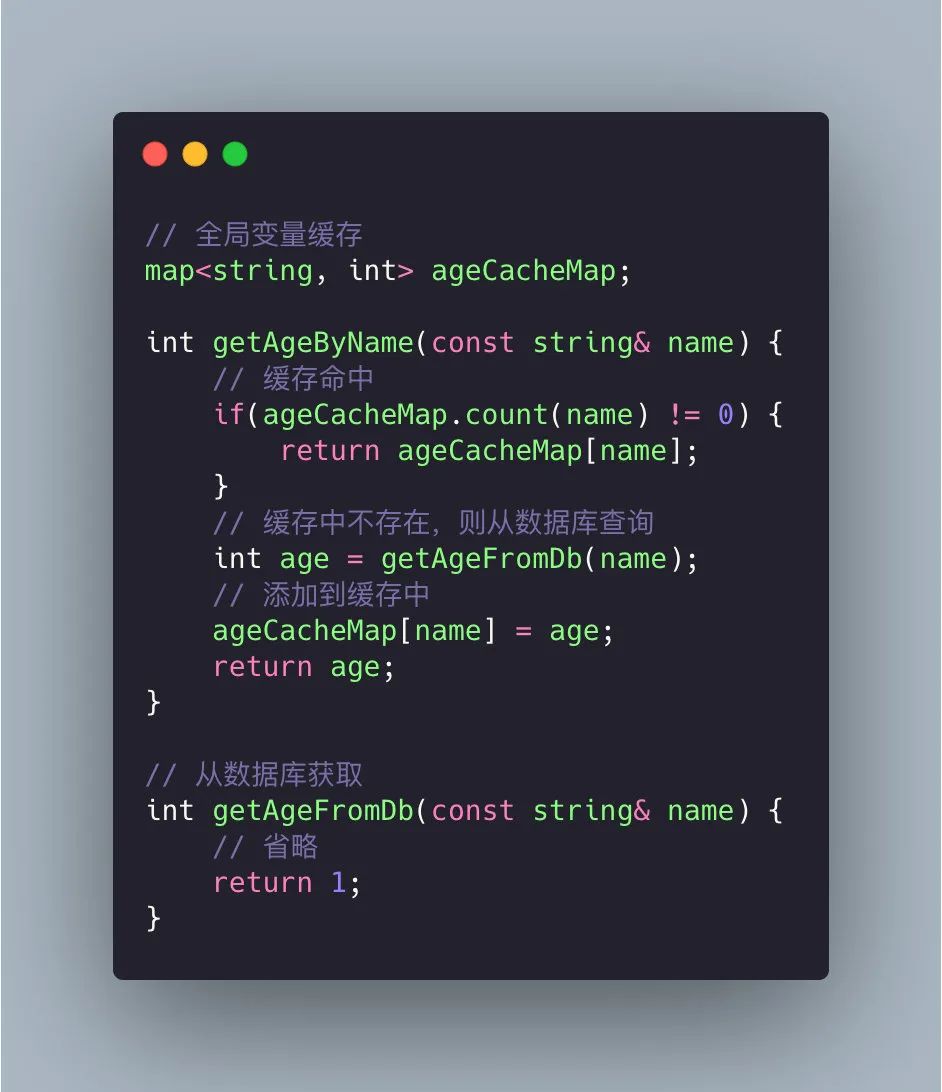 // 全局变量缓存
map<string, int> ageCacheMap;
int getAgeByName(const string& name) {
// 缓存命中
if(ageCacheMap.count(name) != 0) {
return ageCacheMap[name];
}
// 缓存中不存在，则从数据库查询
int age = getAgeFromDb(name);
// 添加到缓存中
ageCacheMap[name] = age;
return age;
}
// 从数据库获取
int getAgeFromDb(const string& name) {
// 省略
return 1;
}